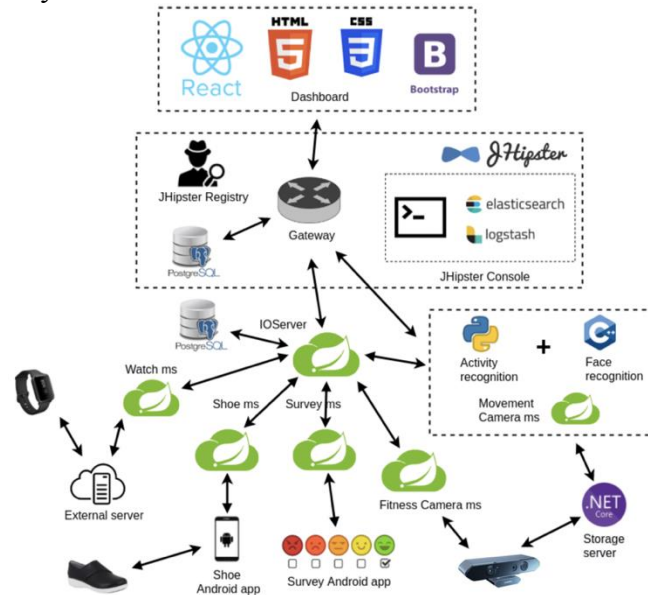 HTML
CSS
5
3
B
React
Bootstrap
Dashboard
JHipster
JHipster Registry
>_
elasticsearch
logstash
Gateway
PostgreSQL
JHipster Console
PostgreSQL
IOServer
Activity
recognition
+
Face
recognition
Watch ms
Shoe ms
Survey ms
Movement
Camera ms
External server
Fitness Camera ms
.NET
Core
Storage
server
Shoe
Android app
Survey Android app